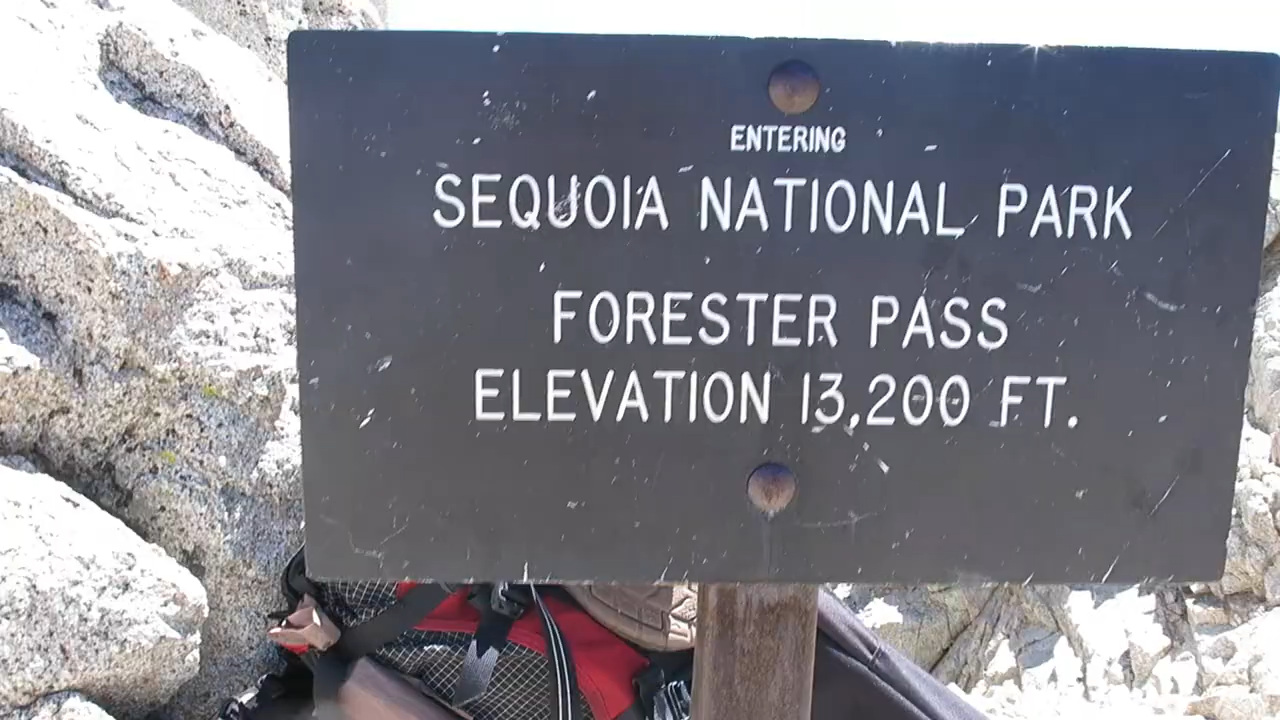 ENTERING
SEQUOIA NATIONAL PARK
FORESTER PASS
ELEVATION 13,200 FT.